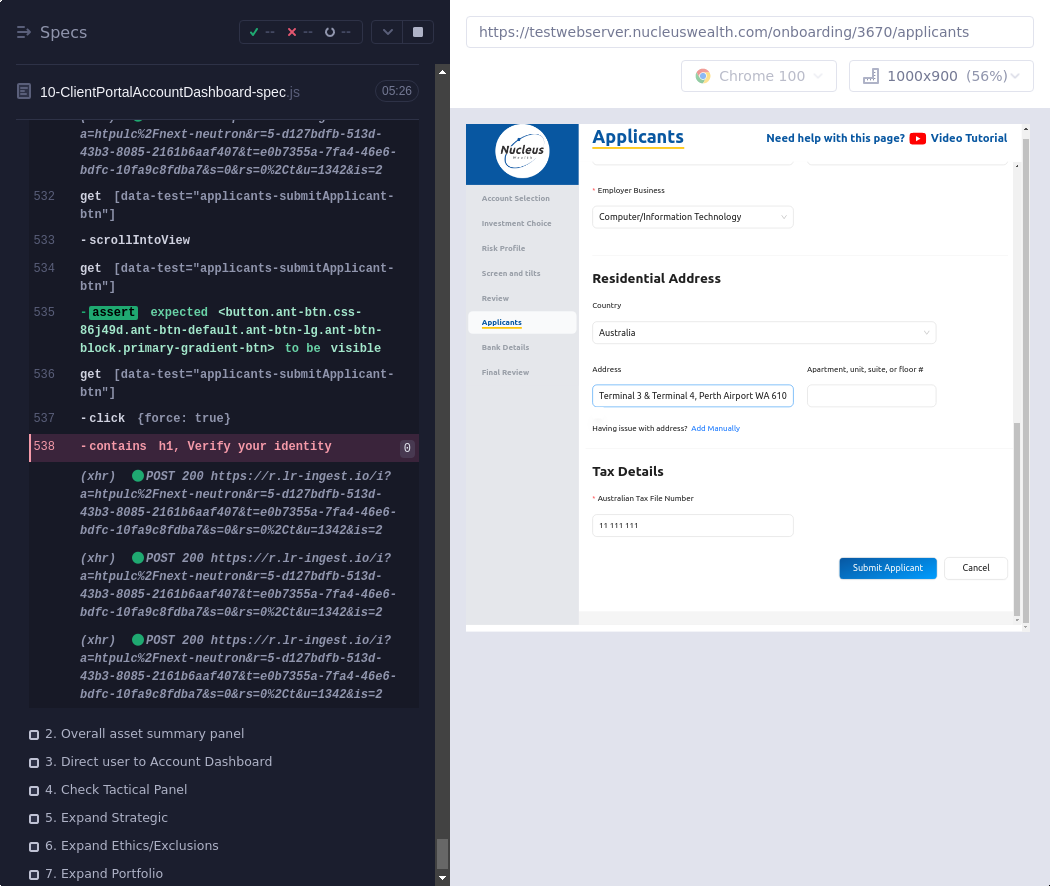 Specs
--
--
--
10-ClientPortalAccountDashboard-spec.js
05:26
a=htpulc%2Fnext-neutron&r=5-d127bdfb-513d-
43b3-8085-2161b6aaf407&t=e0b7355a-7fa4-46e6-
bdfc-10fa9c8fdba7&s=0&rs=0%2Ct&u=1342&is=2
532 get [data-test="applicants-submitApplicant-
btn"]
533 -scrollIntoView
534 get [data-test="applicants-submitApplicant-
btn"]
535 -assert expected <button.ant-btn.css-
86j49d.ant-btn-default.ant-btn-lg.ant-btn-
block.primary-gradient-btn> to be visible
536 get [data-test="applicants-submitApplicant-
btn"]
537 -click {force: true}
538 -contains h1, Verify your identity 0
(xhr) POST 200 https://r.lr-ingest.io/i?
a=htpulc%2Fnext-neutron&r=5-d127bdfb-513d-
43b3-8085-2161b6aaf407&t=e0b7355a-7fa4-46e6-
bdfc-10fa9c8fdba7&s=0&rs=0%2Ct&u=1342&is=2
(xhr) POST 200 https://r.lr-ingest.io/i?
a=htpulc%2Fnext-neutron&r=5-d127bdfb-513d-
43b3-8085-2161b6aaf407&t=e0b7355a-7fa4-46e6-
bdfc-10fa9c8fdba7&s=0&rs=0%2Ct&u=1342&is=2
(xhr) POST 200 https://r.lr-ingest.io/i?
a=htpulc%2Fnext-neutron&r=5-d127bdfb-513d-
43b3-8085-2161b6aaf407&t=e0b7355a-7fa4-46e6-
bdfc-10fa9c8fdba7&s=0&rs=0%2Ct&u=1342&is=2
2. Overall asset summary panel
3. Direct user to Account Dashboard
4. Check Tactical Panel
5. Expand Strategic
6. Expand Ethics/Exclusions
7. Expand Portfolio
https://testwebserver.nucleuswealth.com/onboarding/3670/applicants
Chrome 100
1000x900 (56%)
Nucleus
Wealth
Account Selection
Investment Choice
Risk Profile
Screen and tilts
Review
Applicants
Bank Details
Final Review
Applicants
Need help with this page? Video Tutorial
* Employer Business
Computer/Information Technology
Residential Address
Country
Australia
Address
Apartment, unit, suite, or floor #
Terminal 3 & Terminal 4, Perth Airport WA 610
Having issue with address? Add Manually
Tax Details
* Australian Tax File Number
11 111 111
Submit Applicant
Cancel